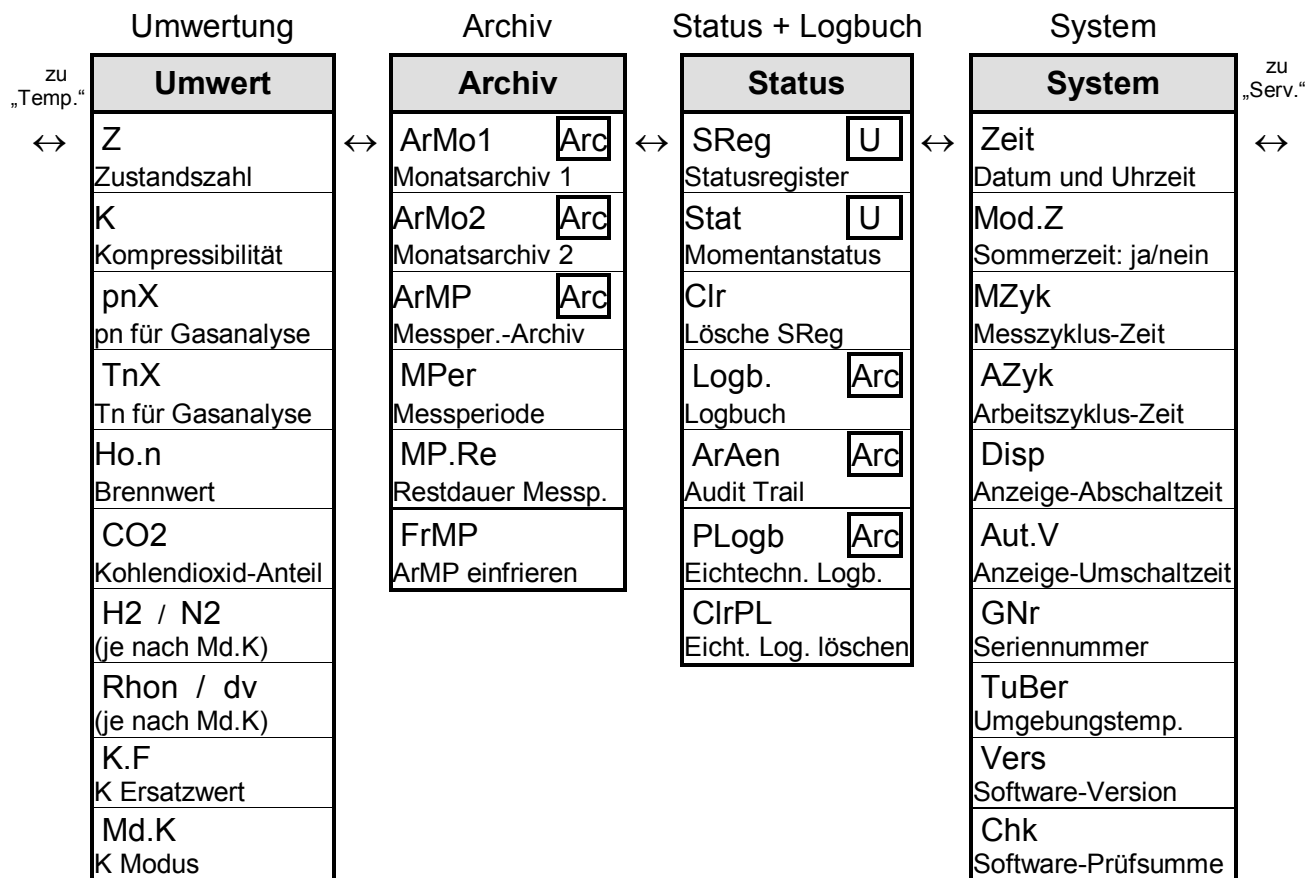 Umwertung
Archiv
Status + Logbuch
System
zu
„Temp.“
↔
Umwert
Z
Zustandszahl
K
Kompressibilität
pnX
pn für Gasanalyse
TnX
Tn für Gasanalyse
Ho.n
Brennwert
CO2
Kohlendioxid-Anteil
H2 / N2
(je nach Md.K)
Rhon / dv
(je nach Md.K)
K.F
K Ersatzwert
Md.K
K Modus
↔
Archiv
ArMo1 Arc
Monatsarchiv 1
ArMo2 Arc
Monatsarchiv 2
ArMP Arc
Messper.-Archiv
MPer
Messperiode
MP.Re
Restdauer Messp.
FrMP
ArMP einfrieren
↔
Status
SReg U
Statusregister
Stat U
Momentanstatus
Clr
Lösche SReg
Logb. Arc
Logbuch
ArAen Arc
Audit Trail
PLogb Arc
Eichtechn. Logb.
ClrPL
Eicht. Log. löschen
↔
System
Zeit
Datum und Uhrzeit
Mod.Z
Sommerzeit: ja/nein
MZyk
Messzyklus-Zeit
AZyk
Arbeitszyklus-Zeit
Disp
Anzeige-Abschaltzeit
Aut.V
Anzeige-Umschaltzeit
GNr
Seriennummer
TuBer
Umgebungstemp.
Vers
Software-Version
Chk
Software-Prüfsumme
zu
„Serv.“
↔